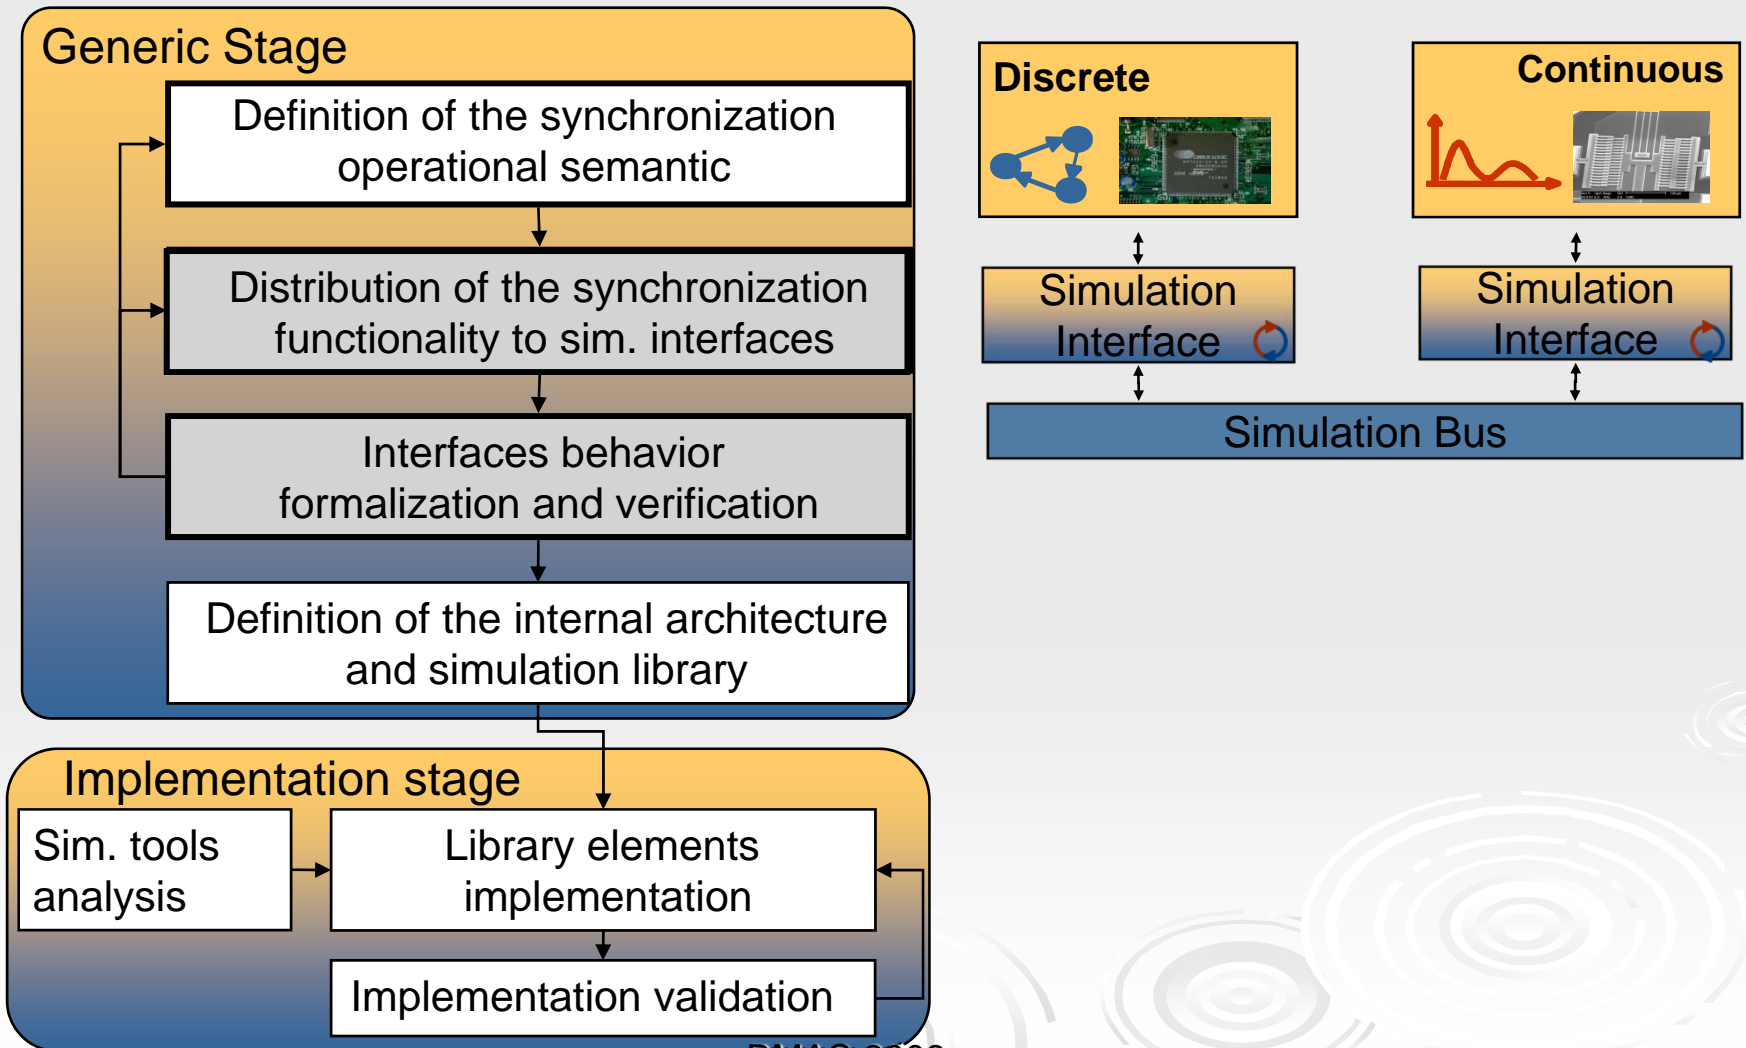 Generic Stage
Definition of the synchronization
operational semantic
Distribution of the synchronization
functionality to sim. interfaces
Interfaces behavior
formalization and verification
Definition of the internal architecture
and simulation library
Implementation stage
Sim. tools
analysis
Library elements
implementation
Implementation validation
Discrete
Continuous
Simulation
Interface
Simulation
Interface
Simulation Bus